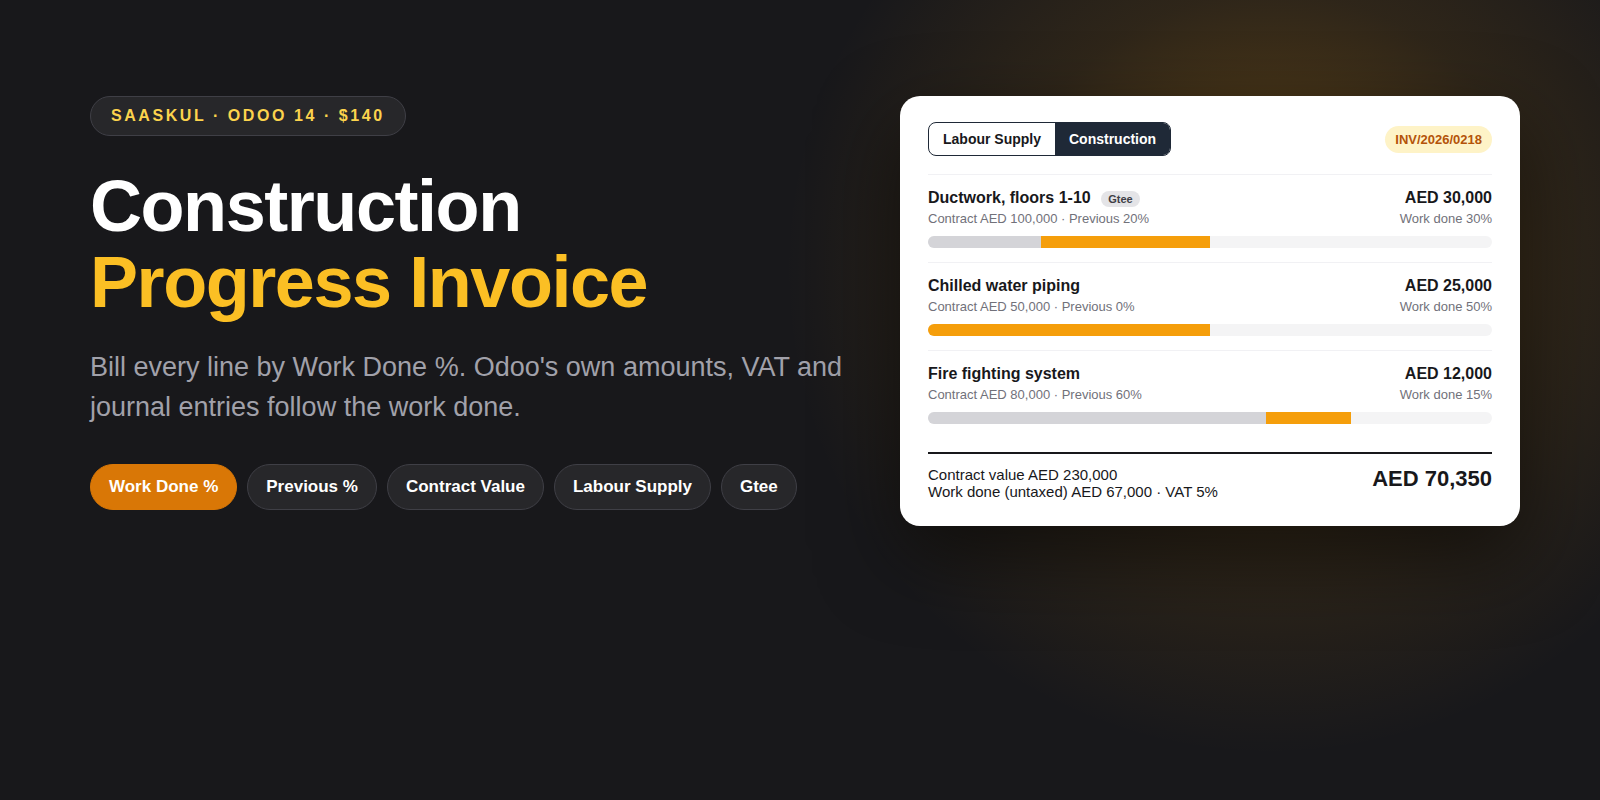 SAASKUL · ODOO 14 · $140
Construction
Progress Invoice
Bill every line by Work Done %. Odoo's own amounts, VAT and
journal entries follow the work done.
Work Done %
Previous %
Contract Value
Labour Supply
Gtee
Labour Supply
Construction
INV/2026/0218
Ductwork, floors 1-10 Gtee
AED 30,000
Contract AED 100,000 · Previous 20%
Work done 30%
Chilled water piping
AED 25,000
Contract AED 50,000 · Previous 0%
Work done 50%
Fire fighting system
AED 12,000
Contract AED 80,000 · Previous 60%
Work done 15%
Contract value AED 230,000
Work done (untaxed) AED 67,000 · VAT 5%
AED 70,350